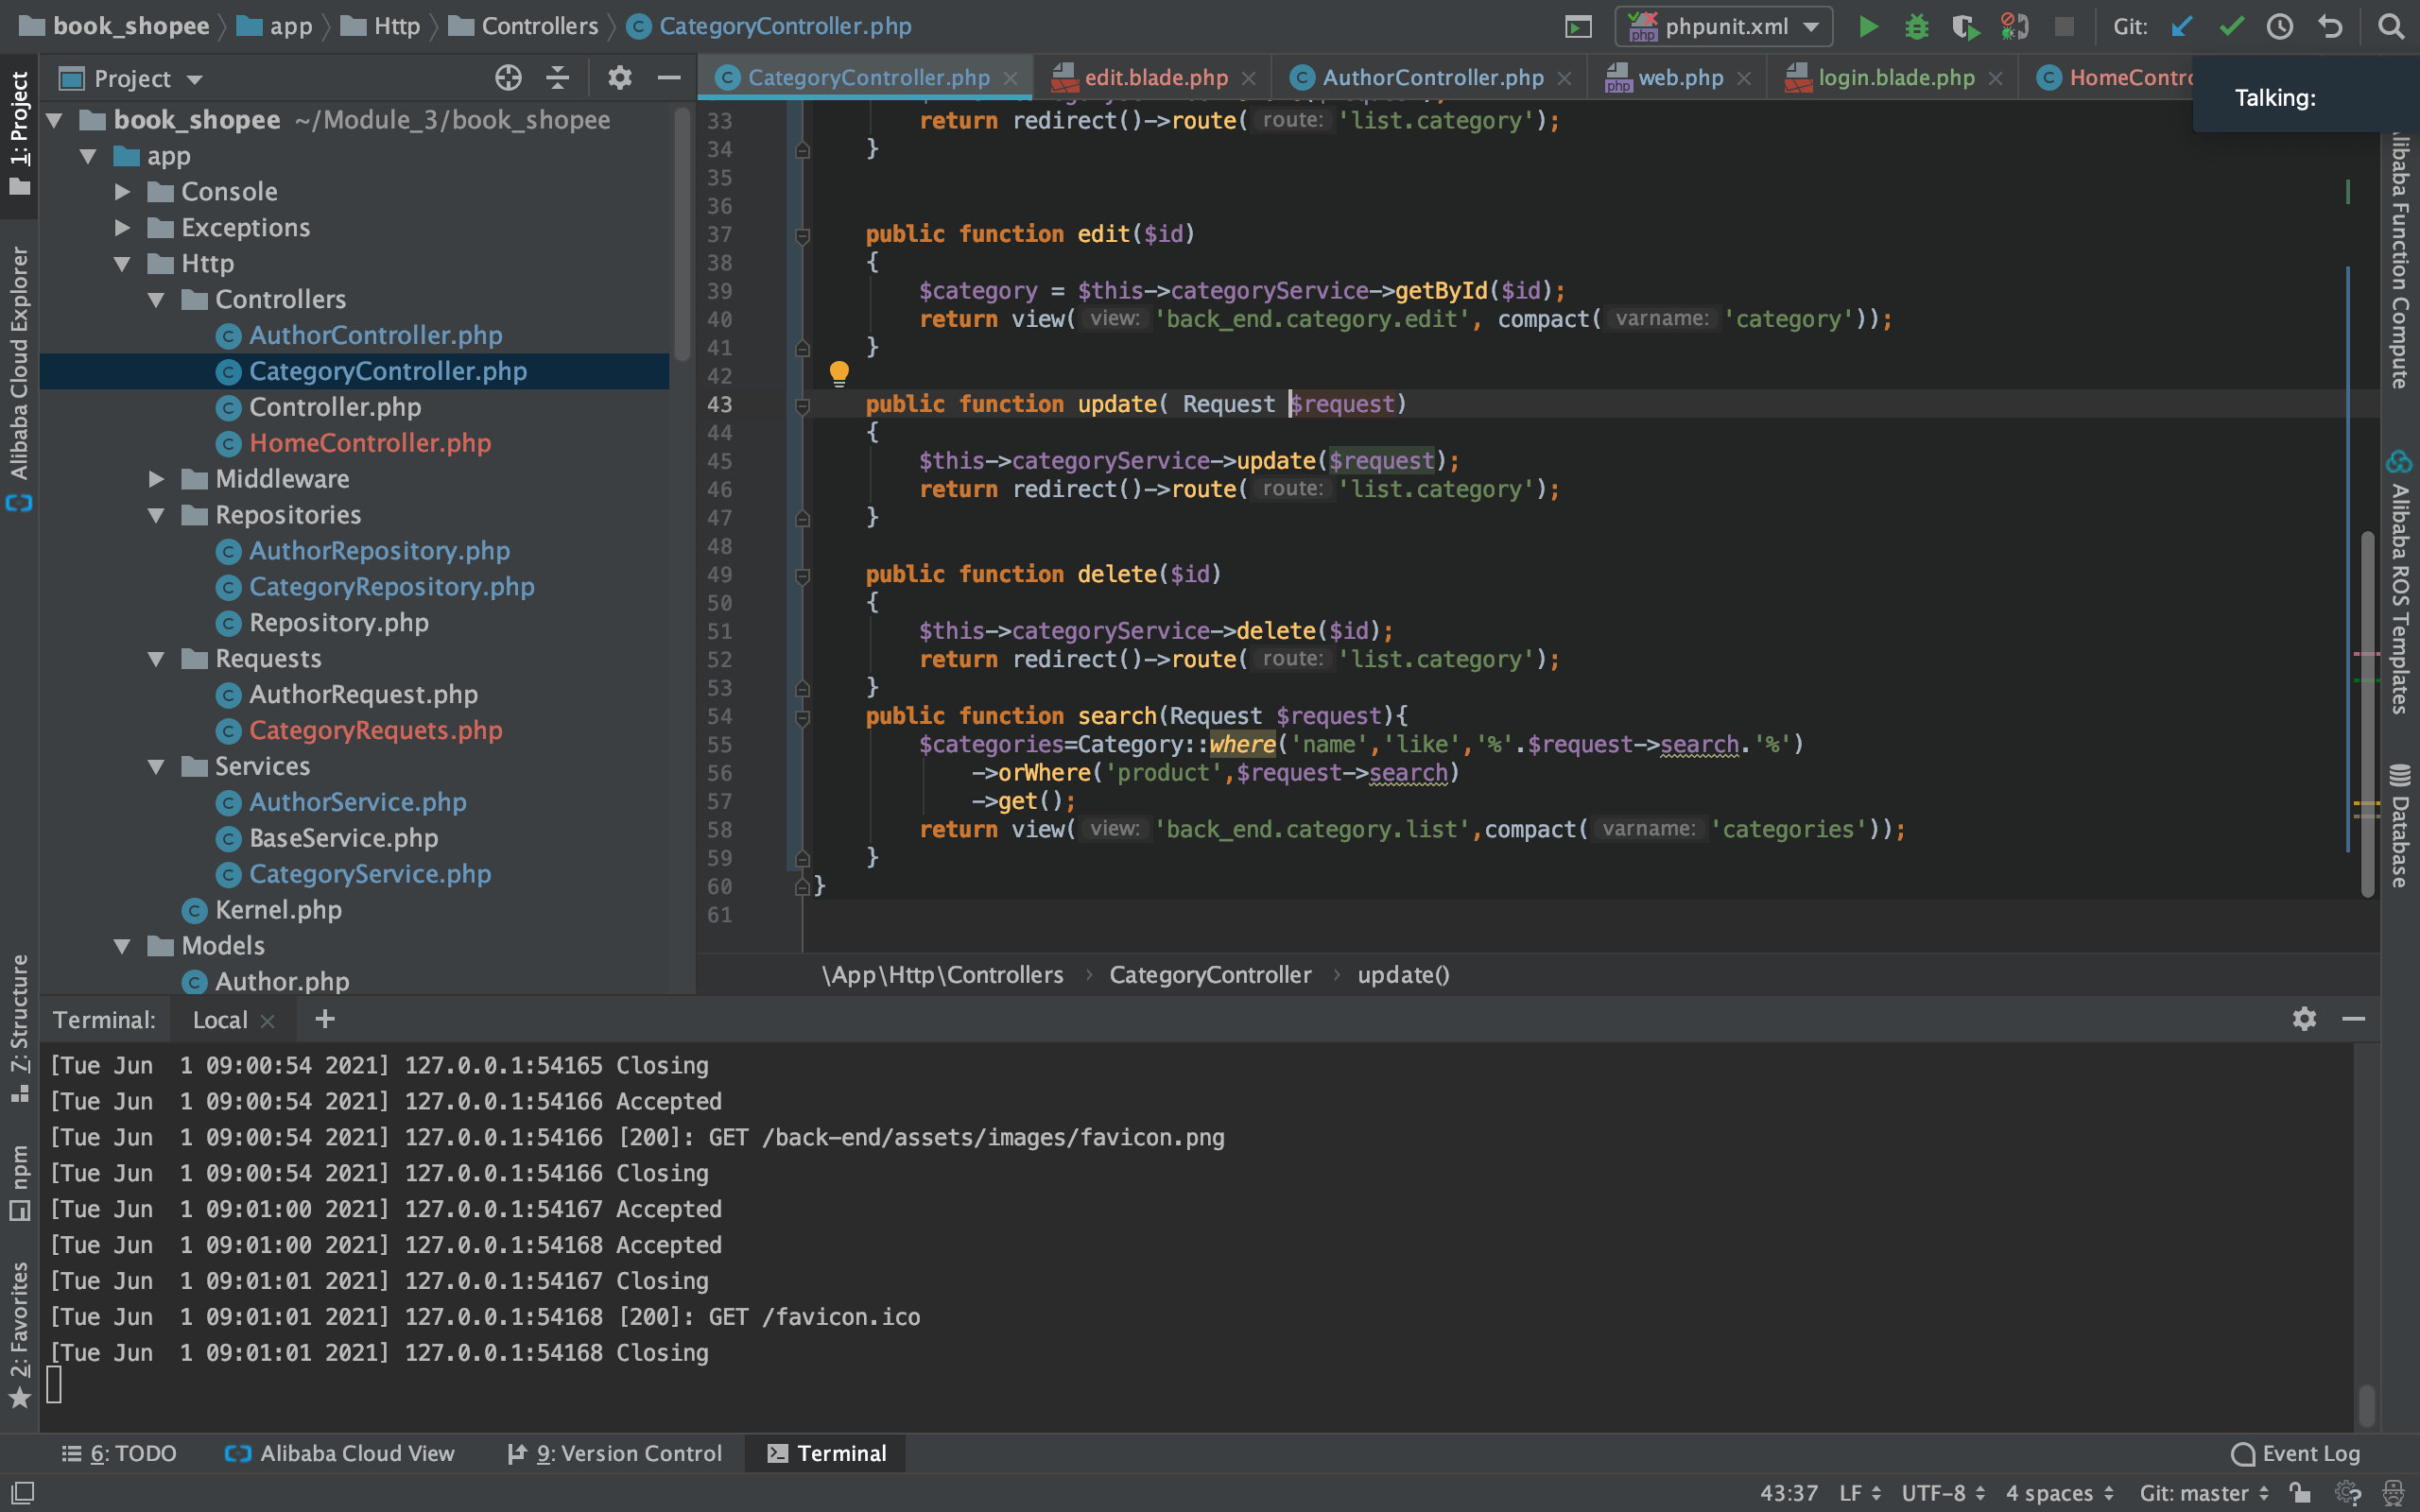 book_shopee app Http Controllers CategoryController.php phpunit.xml Git:
Project
CategoryController.php edit.blade.php AuthorController.php web.php login.blade.php HomeContro
Talking:
1: Project
Alibaba Cloud Explorer
7: Structure
npm
2: Favorites
book_shopee ~/Module_3/book_shopee
app
Console
Exceptions
Http
Controllers
AuthorController.php
CategoryController.php
Controller.php
HomeController.php
Middleware
Repositories
AuthorRepository.php
CategoryRepository.php
Repository.php
Requests
AuthorRequest.php
CategoryRequets.php
Services
AuthorService.php
BaseService.php
CategoryService.php
Kernel.php
Models
Author.php
33 return redirect()->route( route: 'list.category');
34 }
35
36
37 public function edit($id)
38 {
39 $category = $this->categoryService->getById($id);
40 return view( view: 'back_end.category.edit', compact( varname: 'category'));
41 }
42
43 public function update( Request $request)
44 {
45 $this->categoryService->update($request);
46 return redirect()->route( route: 'list.category');
47 }
48
49 public function delete($id)
50 {
51 $this->categoryService->delete($id);
52 return redirect()->route( route: 'list.category');
53 }
54 public function search(Request $request){
55 $categories=Category::where('name','like','%'.$request->search.'%')
56 ->orWhere('product',$request->search)
57 ->get();
58 return view( view: 'back_end.category.list',compact( varname: 'categories'));
59 }
60 }
61
\App\Http\Controllers › CategoryController › update()
Alibaba Function Compute
Alibaba ROS Templates
Database
Terminal: Local
[Tue Jun  1 09:00:54 2021] 127.0.0.1:54165 Closing
[Tue Jun  1 09:00:54 2021] 127.0.0.1:54166 Accepted
[Tue Jun  1 09:00:54 2021] 127.0.0.1:54166 [200]: GET /back-end/assets/images/favicon.png
[Tue Jun  1 09:00:54 2021] 127.0.0.1:54166 Closing
[Tue Jun  1 09:01:00 2021] 127.0.0.1:54167 Accepted
[Tue Jun  1 09:01:00 2021] 127.0.0.1:54168 Accepted
[Tue Jun  1 09:01:01 2021] 127.0.0.1:54167 Closing
[Tue Jun  1 09:01:01 2021] 127.0.0.1:54168 [200]: GET /favicon.ico
[Tue Jun  1 09:01:01 2021] 127.0.0.1:54168 Closing
6: TODO Alibaba Cloud View 9: Version Control Terminal Event Log
43:37 LF UTF-8 4 spaces Git: master